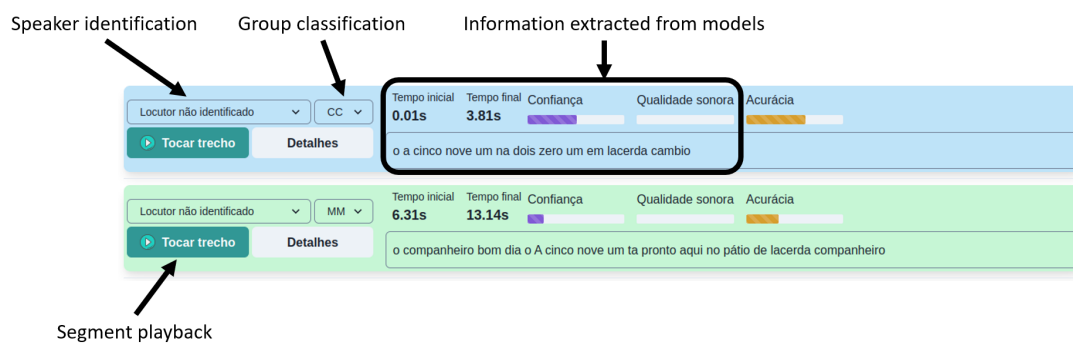 Speaker identification
Group classification
Information extracted from models
Locutor não identificado
CC
Tempo inicial
Tempo final
Confiança
Qualidade sonora
Acurácia
0.01s
3.81s
Tocar trecho
Detalhes
o a cinco nove um na dois zero um em lacerda cambio
Locutor não identificado
MM
Tempo inicial
Tempo final
Confiança
Qualidade sonora
Acurácia
6.31s
13.14s
Tocar trecho
Detalhes
o companheiro bom dia o A cinco nove um ta pronto aqui no pátio de lacerda companheiro
Segment playback